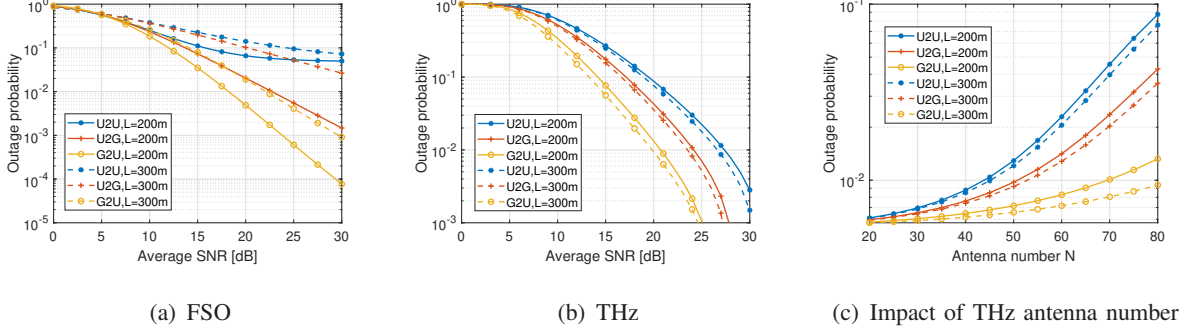 Outage probability
10^0
10^-1
10^-2
10^-3
10^-4
10^-5
U2U,L=200m
U2G,L=200m
G2U,L=200m
U2U,L=300m
U2G,L=300m
G2U,L=300m
0 5 10 15 20 25 30
Average SNR [dB]
(a) FSO
Outage probability
10^0
10^-1
10^-2
10^-3
U2U,L=200m
U2G,L=200m
G2U,L=200m
U2U,L=300m
U2G,L=300m
G2U,L=300m
0 5 10 15 20 25 30
Average SNR [dB]
(b) THz
Outage probability
10^-1
10^-2
U2U,L=200m
U2G,L=200m
G2U,L=200m
U2U,L=300m
U2G,L=300m
G2U,L=300m
20 30 40 50 60 70 80
Antenna number N
(c) Impact of THz antenna number